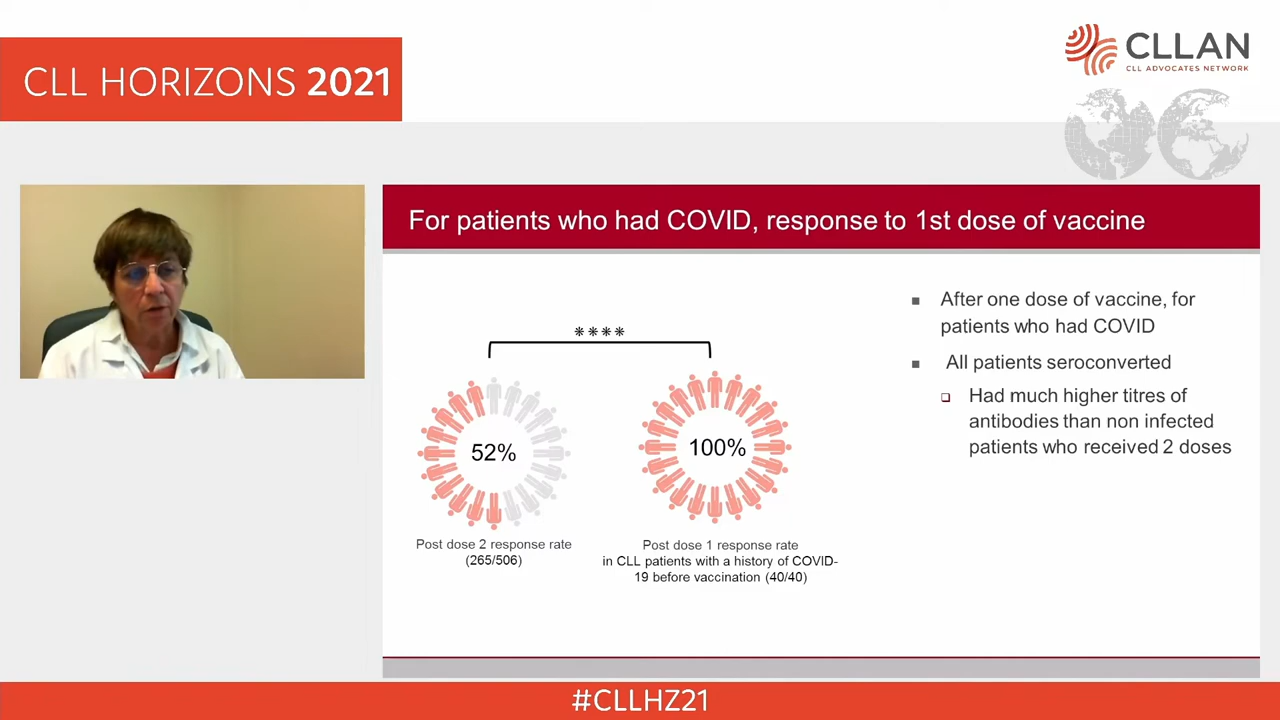 CLL HORIZONS 2021
CLLAN
CLL ADVOCATES NETWORK
For patients who had COVID, response to 1st dose of vaccine
****
52%
Post dose 2 response rate
(265/506)
100%
Post dose 1 response rate
in CLL patients with a history of COVID-
19 before vaccination (40/40)
After one dose of vaccine, for
patients who had COVID
All patients seroconverted
Had much higher titres of
antibodies than non infected
patients who received 2 doses
#CLLHZ21